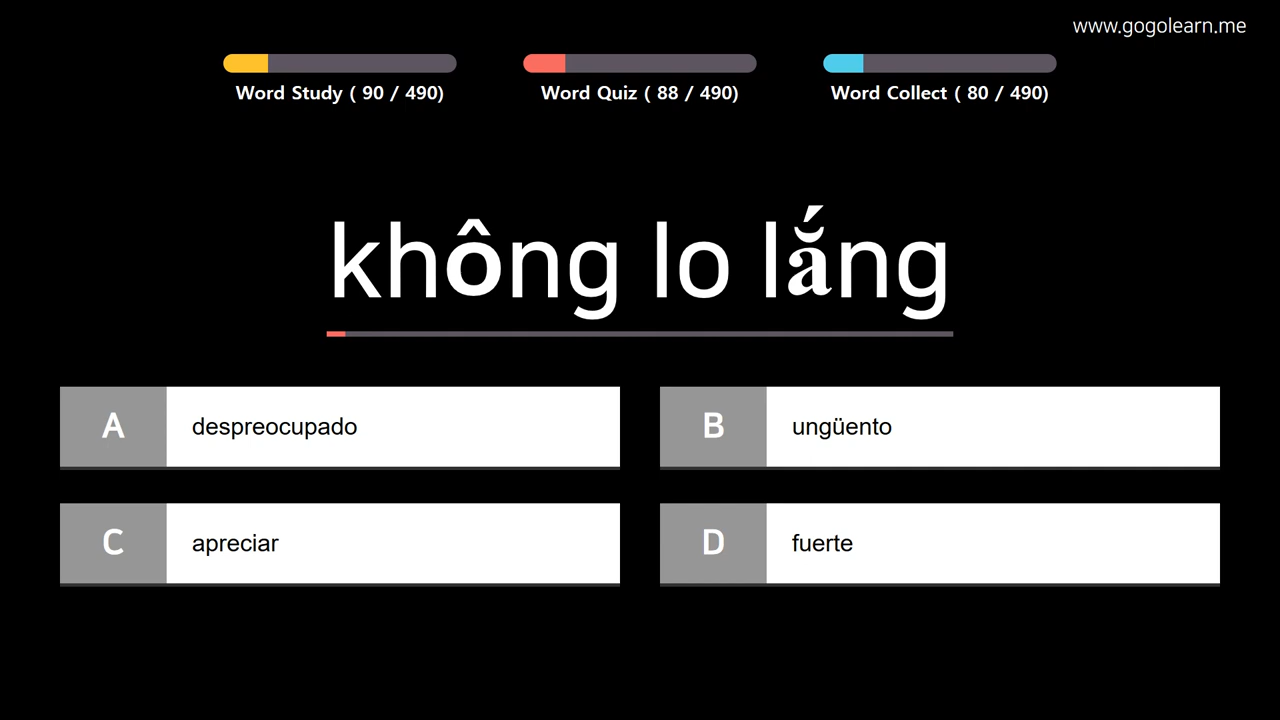 www.gogolearn.me
Word Study ( 90 / 490)
Word Quiz ( 88 / 490)
Word Collect ( 80 / 490)
không lo lắng
A despreocupado
B ungüento
C apreciar
D fuerte